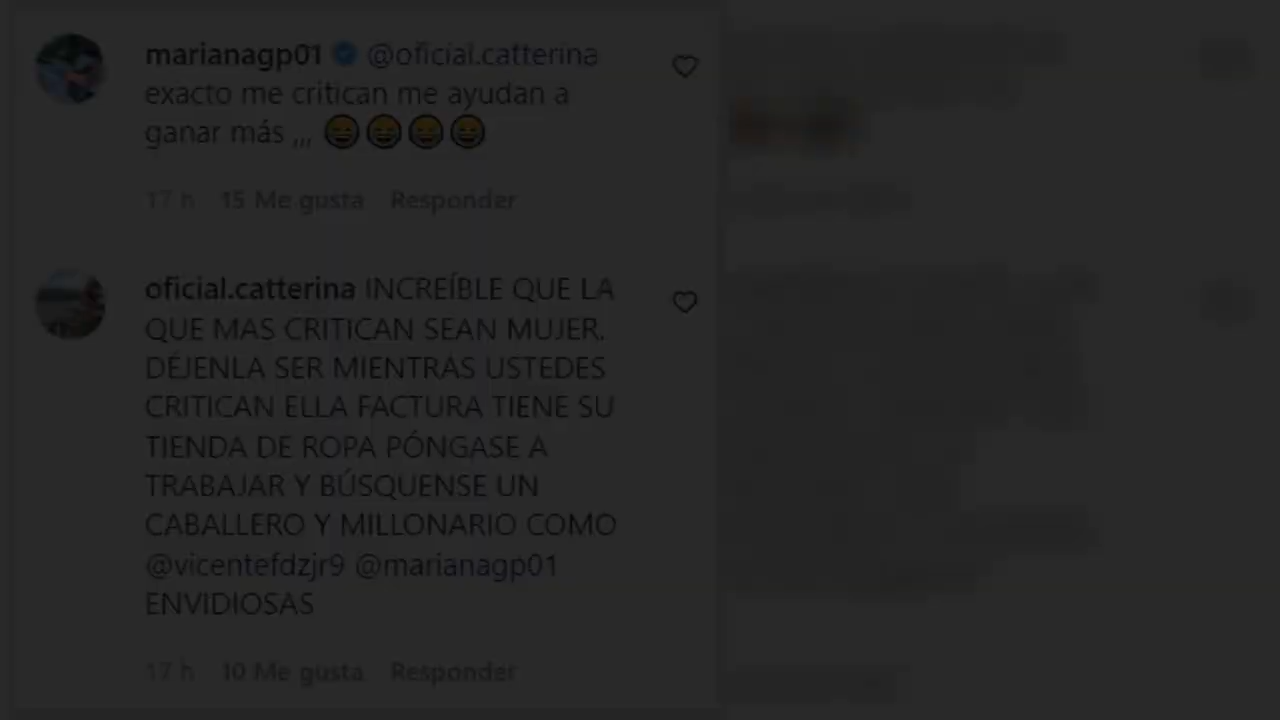 marianagp01 @oficial.catterina
exacto me critican me ayudan a
ganar más ,,, 😄😄😄😄
17 h 15 Me gusta Responder
oficial.catterina INCREÍBLE QUE LA
QUE MAS CRITICAN SEAN MUJER.
DÉJENLA SER MIENTRAS USTEDES
CRITICAN ELLA FACTURA TIENE SU
TIENDA DE ROPA PÓNGASE A
TRABAJAR Y BÚSQUENSE UN
CABALLERO Y MILLONARIO COMO
@vicentefdzjr9 @marianagp01
ENVIDIOSAS
17 h 10 Me gusta Responder